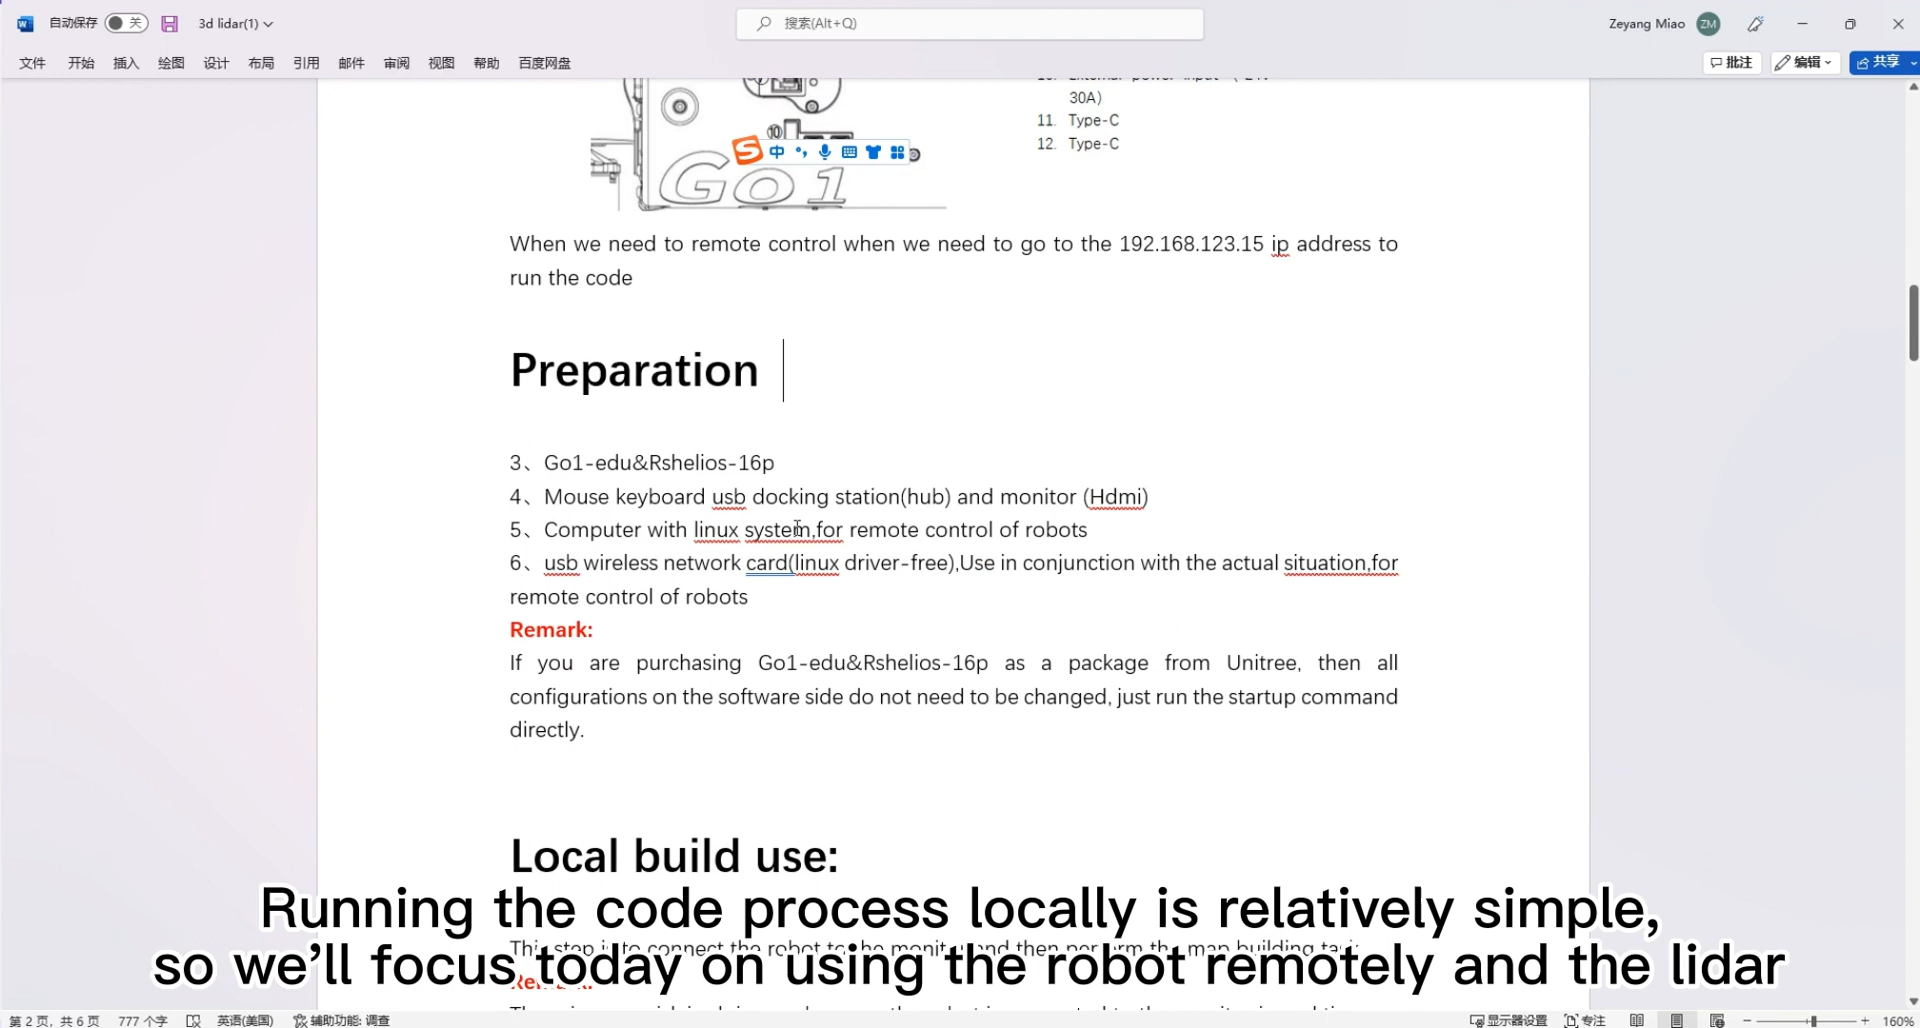 自动保存 关 3d lidar(1) 搜索(Alt+Q) Zeyang Miao ZM
文件 开始 插入 绘图 设计 布局 引用 邮件 审阅 视图 帮助 百度网盘 批注 编辑 共享
30A)
11. Type-C
12. Type-C
⑩
中
Go1
When we need to remote control when we need to go to the 192.168.123.15 ip address to
run the code
Preparation
3、Go1-edu&Rshelios-16p
4、Mouse keyboard usb docking station(hub) and monitor (Hdmi)
5、Computer with linux system,for remote control of robots
6、usb wireless network card(linux driver-free),Use in conjunction with the actual situation,for
remote control of robots
Remark:
If you are purchasing Go1-edu&Rshelios-16p as a package from Unitree, then all
configurations on the software side do not need to be changed, just run the startup command
directly.
Local build use:
Running the code process locally is relatively simple,
so we'll focus today on using the robot remotely and the lidar
第2页，共6页 777个字 英语(美国) 辅助功能: 调查 显示器设置 专注 160%